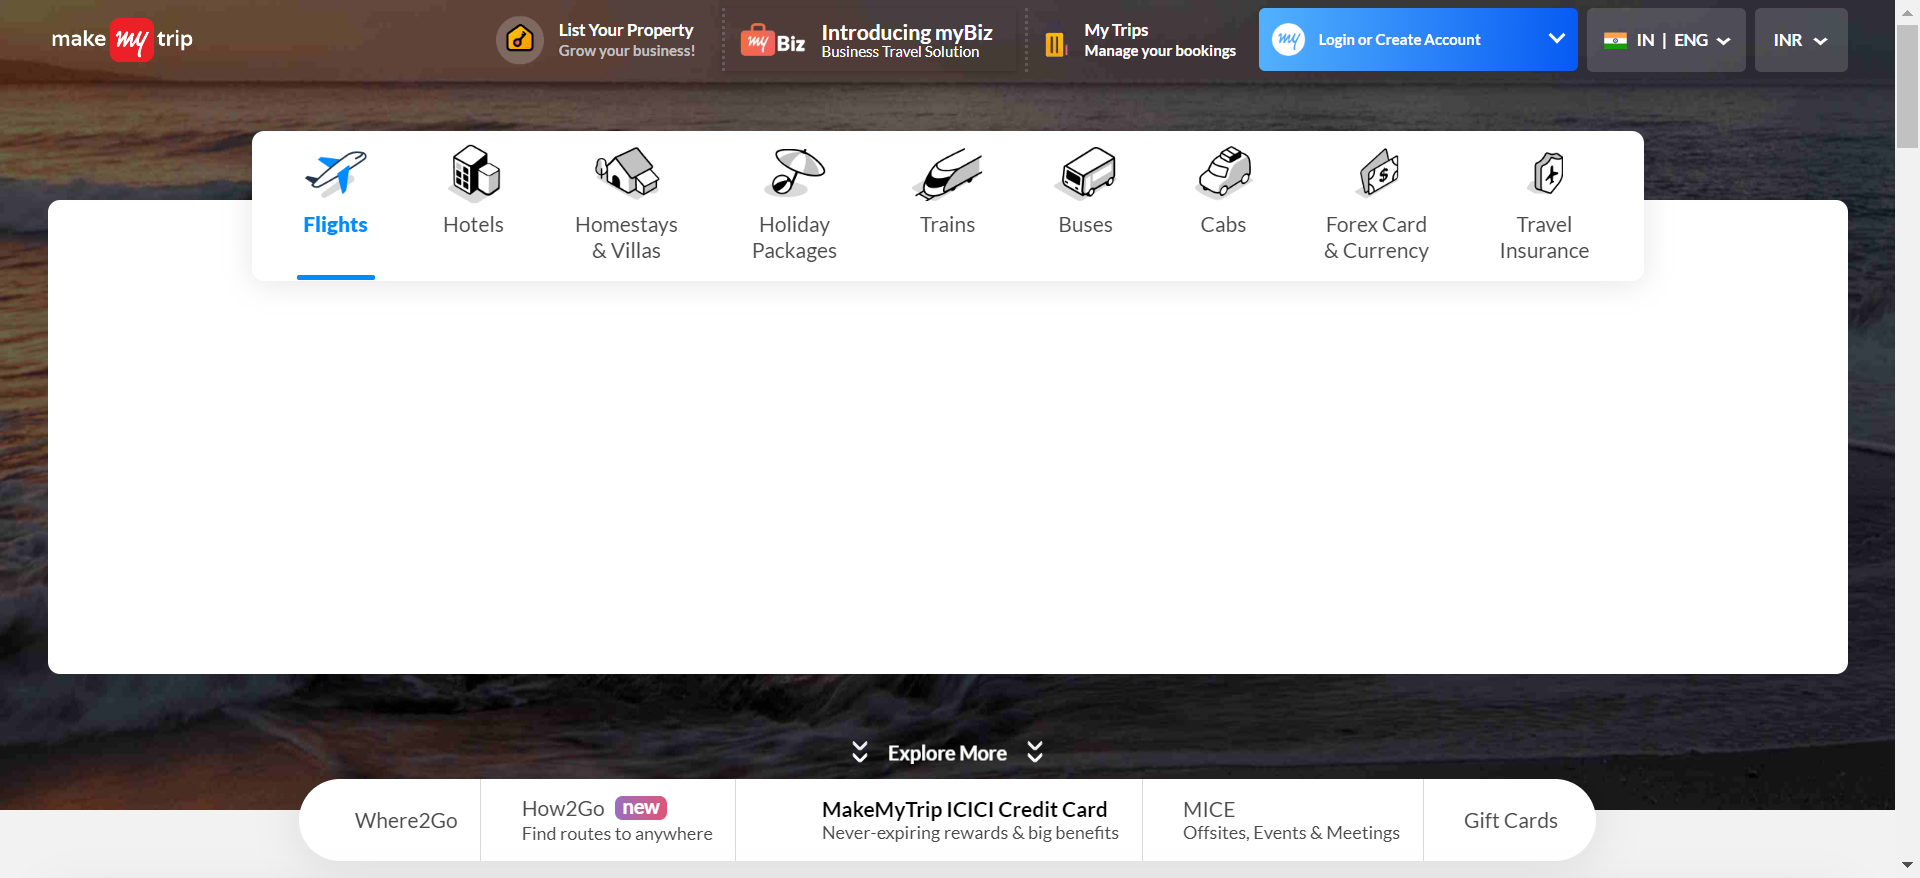 make my trip
List Your Property
Grow your business!
my Biz
Introducing myBiz
Business Travel Solution
My Trips
Manage your bookings
my
Login or Create Account
IN | ENG
INR
Flights
Hotels
Homestays
& Villas
Holiday
Packages
Trains
Buses
Cabs
Forex Card
& Currency
Travel
Insurance
Explore More
Where2Go
How2Go new
Find routes to anywhere
MakeMyTrip ICICI Credit Card
Never-expiring rewards & big benefits
MICE
Offsites, Events & Meetings
Gift Cards